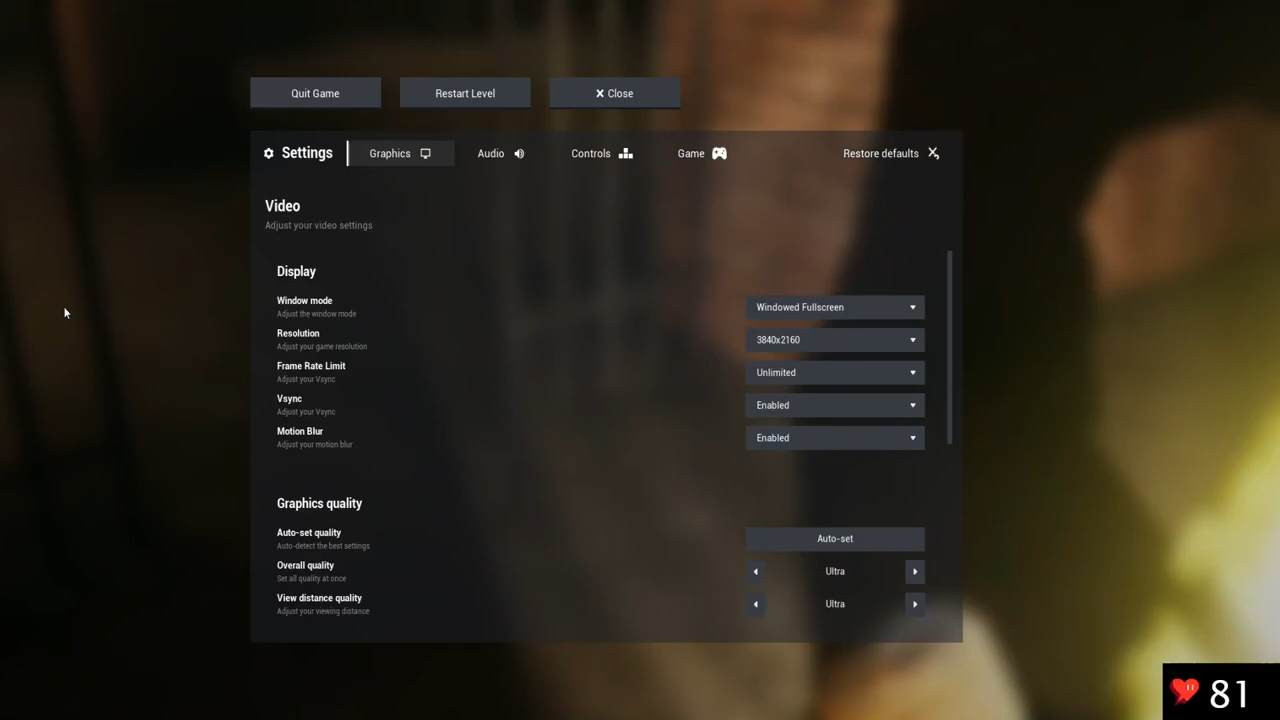 Quit Game
Restart Level
Close
Settings
Graphics
Audio
Controls
Game
Restore defaults
Video
Adjust your video settings
Display
Window mode
Adjust the window mode
Windowed Fullscreen
Resolution
Adjust your game resolution
3840x2160
Frame Rate Limit
Adjust your Vsync
Unlimited
Vsync
Adjust your Vsync
Enabled
Motion Blur
Adjust your motion blur
Enabled
Graphics quality
Auto-set quality
Auto-detect the best settings
Auto-set
Overall quality
Set all quality at once
Ultra
View distance quality
Adjust your viewing distance
Ultra
81